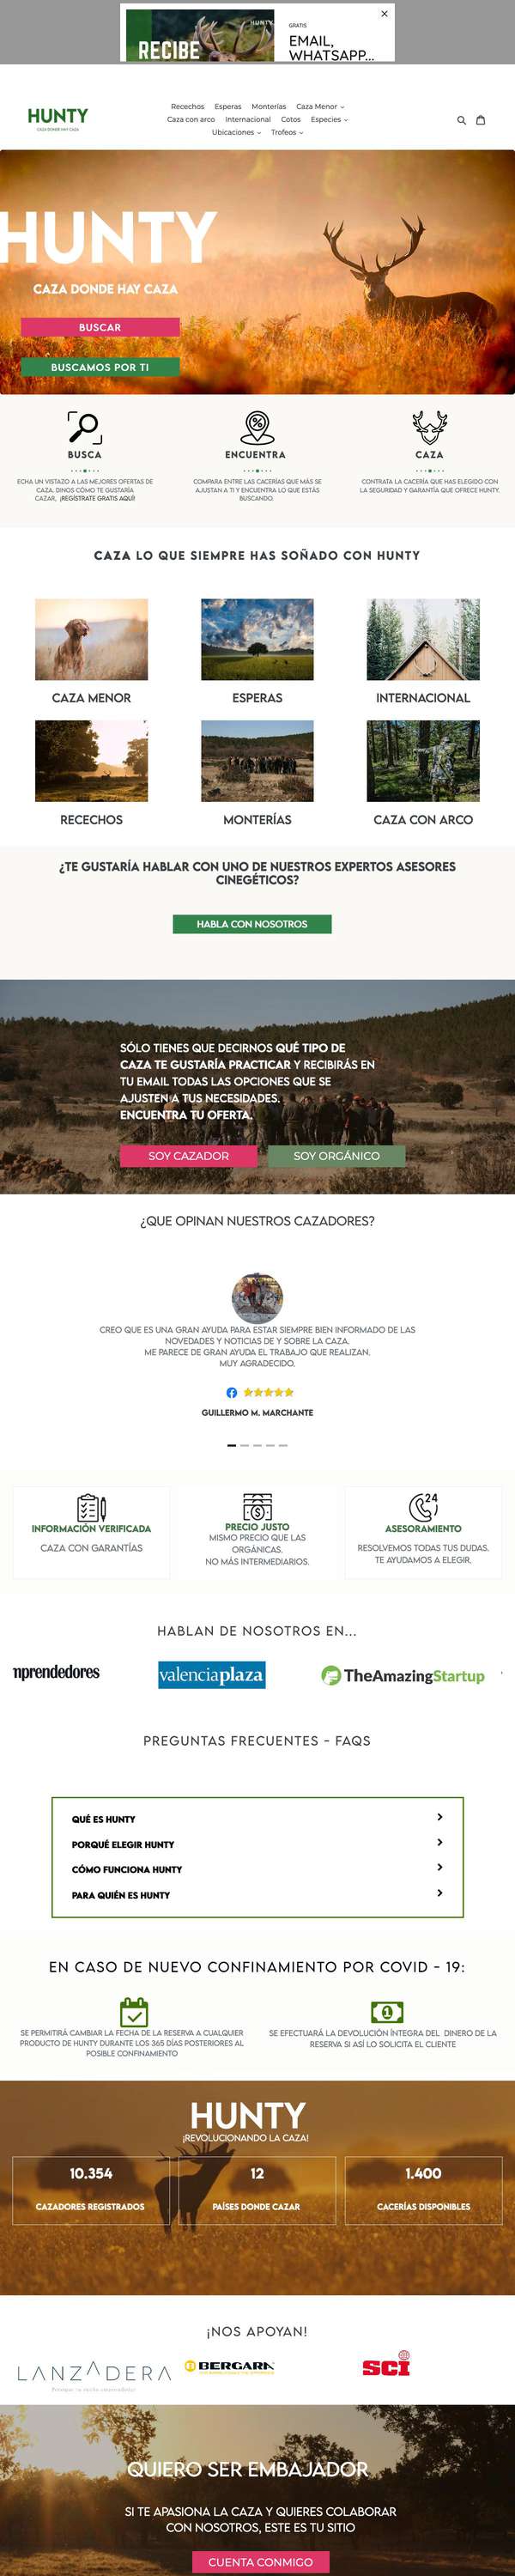 HUNTY
RECIBE
GRATIS
EMAIL,
WHATSAPP...
HUNTY
CAZA DONDE HAY CAZA
Recechos Esperas Monterías Caza Menor
Caza con arco Internacional Cotos Especies
Ubicaciones Trofeos
HUNTY
CAZA DONDE HAY CAZA
BUSCAR
BUSCAMOS POR TI
BUSCA
ECHA UN VISTAZO A LAS MEJORES OFERTAS DE
CAZA. DINOS CÓMO TE GUSTARÍA
CAZAR, ¡REGÍSTRATE GRATIS AQUÍ!
ENCUENTRA
COMPARA ENTRE LAS CACERÍAS QUE MÁS SE
AJUSTAN A TI Y ENCUENTRA LO QUE ESTÁS
BUSCANDO.
CAZA
CONTRATA LA CACERÍA QUE HAS ELEGIDO CON
LA SEGURIDAD Y GARANTÍA QUE OFRECE HUNTY.
CAZA LO QUE SIEMPRE HAS SOÑADO CON HUNTY
CAZA MENOR
ESPERAS
INTERNACIONAL
RECECHOS
MONTERÍAS
CAZA CON ARCO
¿TE GUSTARÍA HABLAR CON UNO DE NUESTROS EXPERTOS ASESORES
CINEGÉTICOS?
HABLA CON NOSOTROS
SÓLO TIENES QUE DECIRNOS QUÉ TIPO DE
CAZA TE GUSTARÍA PRACTICAR Y RECIBIRÁS EN
TU EMAIL TODAS LAS OPCIONES QUE SE
AJUSTEN A TUS NECESIDADES.
ENCUENTRA TU OFERTA.
SOY CAZADOR
SOY ORGÁNICO
¿QUE OPINAN NUESTROS CAZADORES?
CREO QUE ES UNA GRAN AYUDA PARA ESTAR SIEMPRE BIEN INFORMADO DE LAS
NOVEDADES Y NOTICIAS DE Y SOBRE LA CAZA.
ME PARECE DE GRAN AYUDA EL TRABAJO QUE REALIZAN.
MUY AGRADECIDO.
GUILLERMO M. MARCHANTE
INFORMACIÓN VERIFICADA
CAZA CON GARANTÍAS
PRECIO JUSTO
MISMO PRECIO QUE LAS
ORGÁNICAS.
NO MÁS INTERMEDIARIOS.
24
ASESORAMIENTO
RESOLVEMOS TODAS TUS DUDAS.
TE AYUDAMOS A ELEGIR.
HABLAN DE NOSOTROS EN...
mprendedores
valenciaplaza
TheAmazingStartup
PREGUNTAS FRECUENTES - FAQS
QUÉ ES HUNTY
PORQUÉ ELEGIR HUNTY
CÓMO FUNCIONA HUNTY
PARA QUIÉN ES HUNTY
EN CASO DE NUEVO CONFINAMIENTO POR COVID - 19:
SE PERMITIRÁ CAMBIAR LA FECHA DE LA RESERVA A CUALQUIER
PRODUCTO DE HUNTY DURANTE LOS 365 DÍAS POSTERIORES AL
POSIBLE CONFINAMIENTO
SE EFECTUARÁ LA DEVOLUCIÓN ÍNTEGRA DEL DINERO DE LA
RESERVA SI ASÍ LO SOLICITA EL CLIENTE
HUNTY
¡REVOLUCIONANDO LA CAZA!
10.354
CAZADORES REGISTRADOS
12
PAÍSES DONDE CAZAR
1.400
CACERÍAS DISPONIBLES
¡NOS APOYAN!
LANZADERA
BERGARA
SCI
QUIERO SER EMBAJADOR
SI TE APASIONA LA CAZA Y QUIERES COLABORAR
CON NOSOTROS, ESTE ES TU SITIO
CUENTA CONMIGO